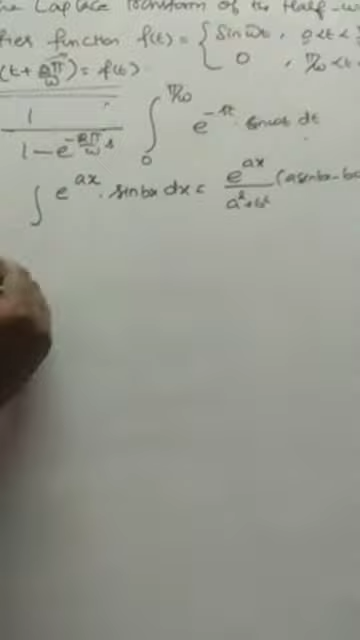 Laplace transform of the Half-w
fier function f(t) = { sin ωt, 0<t<
0, π/ω <t
(t + 2π/ω) = f(t)
1 / 1 - e^(-2π/ω s) ∫_0^(π/ω) e^(-st) sin ωt dt
∫ e^(ax) . sin bx dx = e^(ax) / a²+b² (a sin bx - b